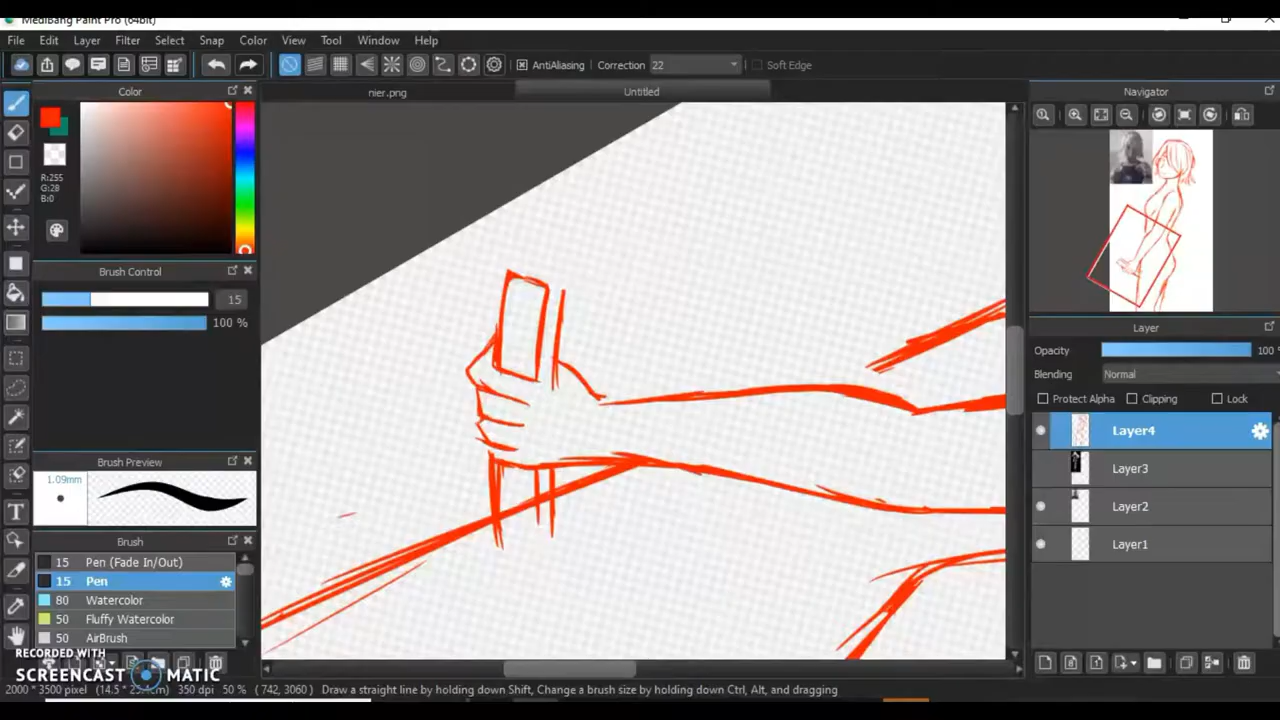 MediBang Paint Pro (64bit)
File Edit Layer Filter Select Snap Color View Tool Window Help
AntiAliasing Correction 22 Soft Edge
Color
nier.png
Untitled
Navigator
R:255
G:28
B:0
Brush Control
15
100 %
Layer
Opacity 100
Blending Normal
Protect Alpha Clipping Lock
Layer4
Layer3
Layer2
Layer1
Brush Preview
1.09mm
Brush
15 Pen (Fade In/Out)
15 Pen
80 Watercolor
50 Fluffy Watercolor
50 AirBrush
RECORDED WITH
SCREENCAST MATIC
2000 * 3500 pixel (14.5 * 25.4cm) 350 dpi 50 % (742, 3060) Draw a straight line by holding down Shift, Change a brush size by holding down Ctrl, Alt, and dragging